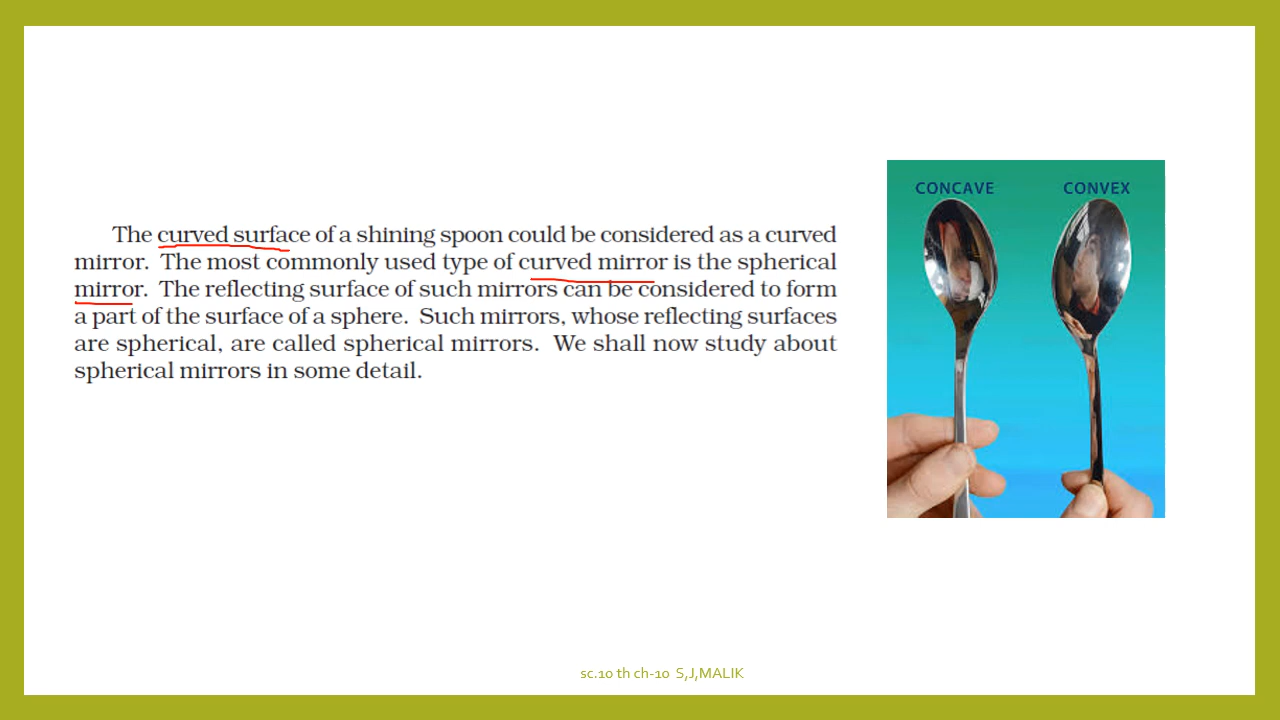 The curved surface of a shining spoon could be considered as a curved
mirror. The most commonly used type of curved mirror is the spherical
mirror. The reflecting surface of such mirrors can be considered to form
a part of the surface of a sphere. Such mirrors, whose reflecting surfaces
are spherical, are called spherical mirrors. We shall now study about
spherical mirrors in some detail.
CONCAVE CONVEX
sc.10 th ch-10 S,J,MALIK